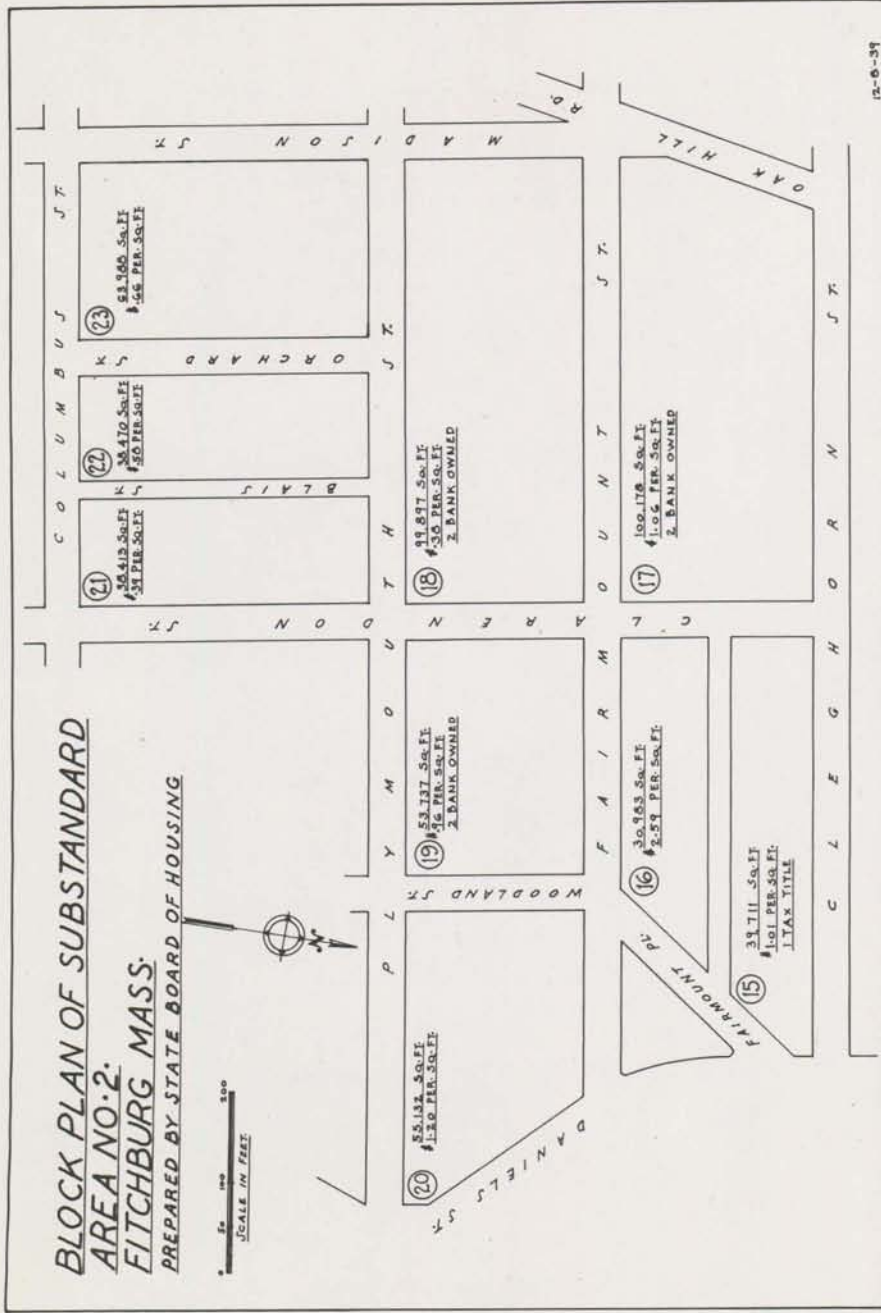 BLOCK PLAN OF SUBSTANDARD
AREA NO·2·
FITCHBURG MASS·
PREPARED BY STATE BOARD OF HOUSING
0 50 100 200
SCALE IN FEET·
N
COLUMBUS ST.
21
38.413 SQ·FT·
$.39 PER·SQ·FT·
22
38.470 SQ·FT·
$.58 PER·SQ·FT·
23
63.988 SQ·FT·
$.66 PER·SQ·FT·
CLARENDON ST.
BLAIS ST.
ORCHARD ST.
MADISON ST.
PLYMOUTH ST.
20
55.132 SQ·FT·
$1.20 PER·SQ·FT·
19
53.737 SQ·FT·
$.96 PER·SQ·FT·
2 BANK OWNED
18
99.897 SQ·FT·
$.38 PER·SQ·FT·
2 BANK OWNED
DANIELS ST.
WOODLAND ST.
FAIRMOUNT ST.
16
30.983 SQ·FT·
$2.59 PER·SQ·FT·
17
100.178 SQ·FT·
$1.06 PER·SQ·FT·
2 BANK OWNED
FAIRMOUNT PL.
15
39.711 SQ·FT·
$1.01 PER·SQ·FT·
1 TAX TITLE
OAK HILL RD.
CLEGHORN ST.
12-8-39